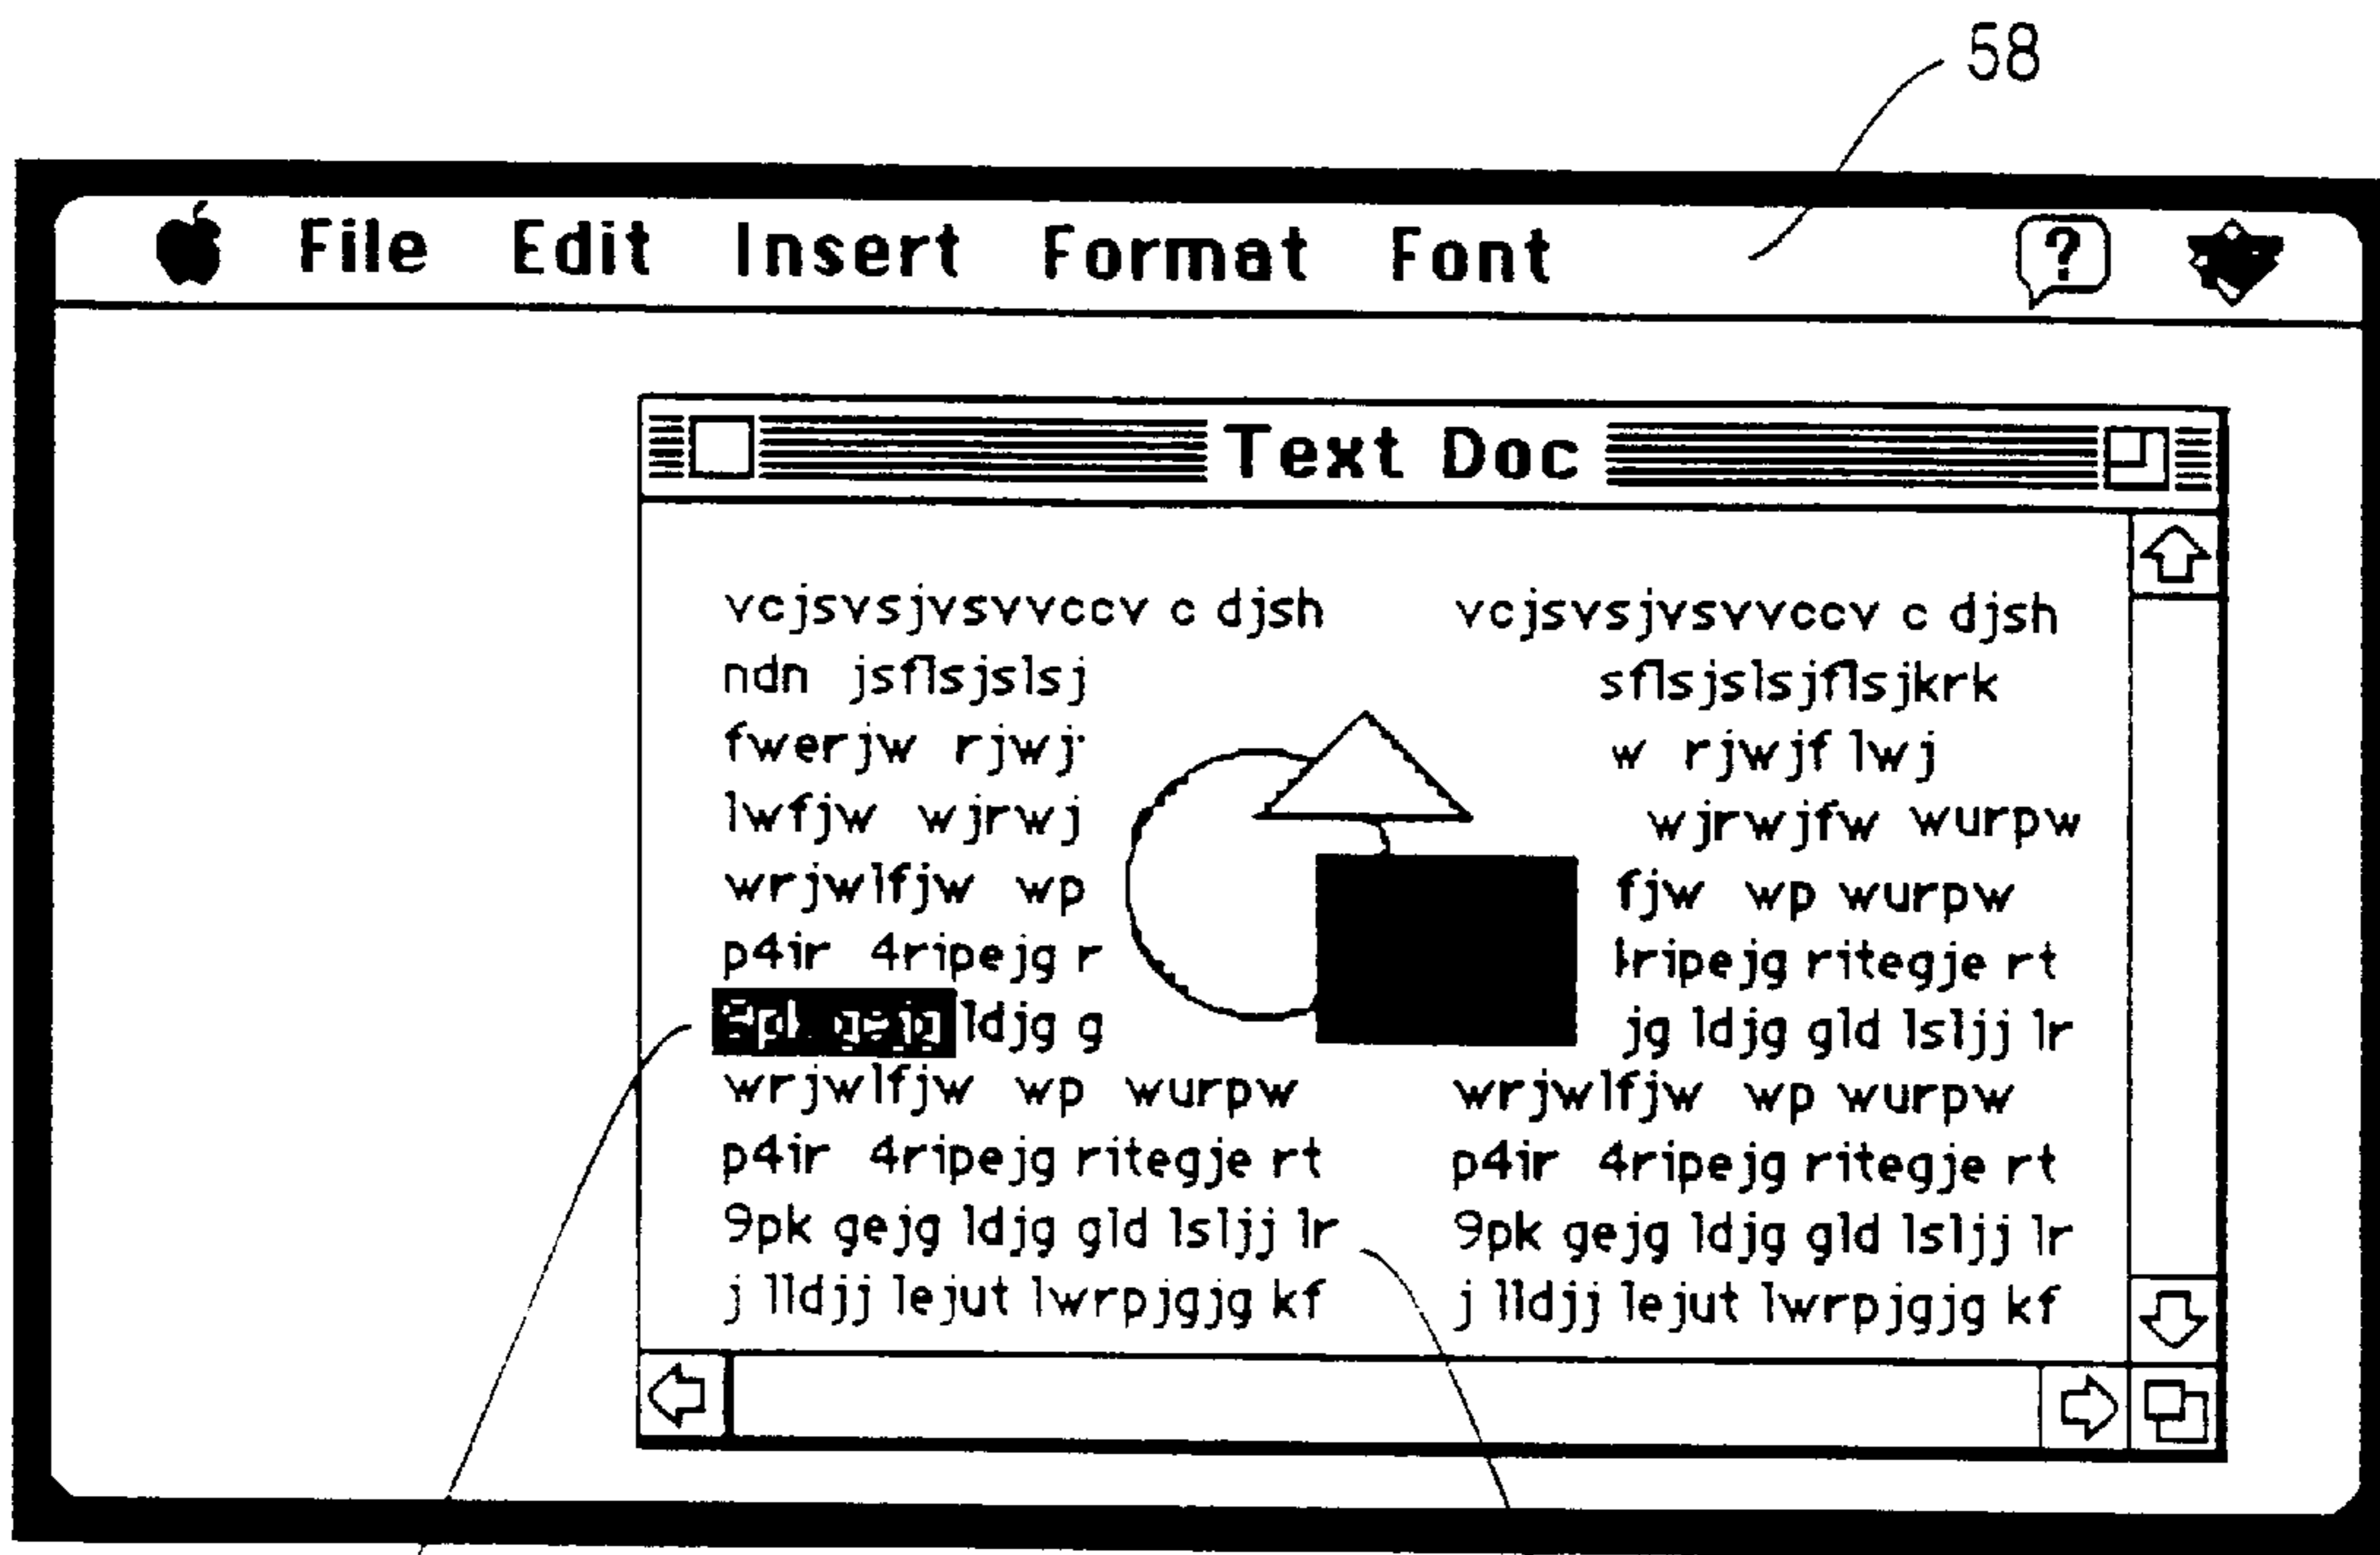 58
File Edit Insert Format Font ?
Text Doc
vcjsvsjvsvvccv c djsh
ndn jsflsjslsj
fwerjw rjwj
lwfjw wjrwj
wrjwlfjw wp
p4ir 4ripejg r
9pk gejg ldjg g
wrjwlfjw wp wurpw
p4ir 4ripejg ritegje rt
9pk gejg ldjg gld lsljj lr
j lldjj lejut lwrpjgjg kf
vcjsvsjvsvvccv c djsh
sflsjslsjflsjkrk
w rjwjf lwj
wjrwjfw wurpw
fjw wp wurpw
ripejg ritegje rt
jg ldjg gld lsljj lr
wrjwlfjw wp wurpw
p4ir 4ripejg ritegje rt
9pk gejg ldjg gld lsljj lr
j lldjj lejut lwrpjgjg kf